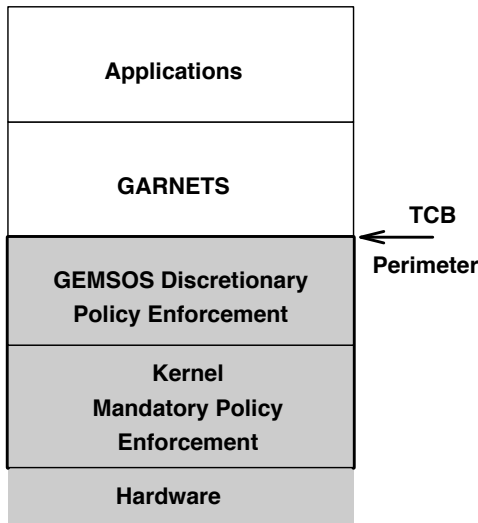 Applications
GARNETS
TCB
Perimeter
GEMSOS Discretionary
Policy Enforcement
Kernel
Mandatory Policy
Enforcement
Hardware